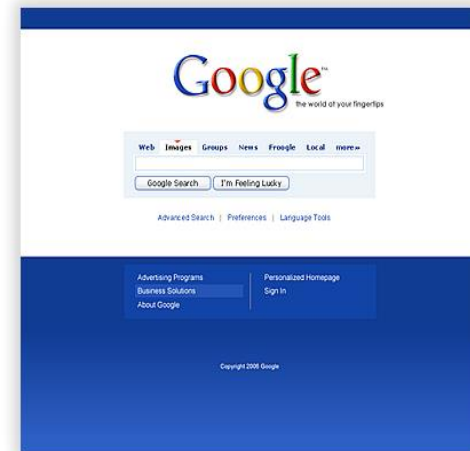 Google™
the world at your fingertips
Web Images Groups News Froogle Local more »
Google Search I'm Feeling Lucky
Advanced Search | Preferences | Language Tools
Advertising Programs Personalized Homepage
Business Solutions Sign In
About Google
Copyright 2006 Google